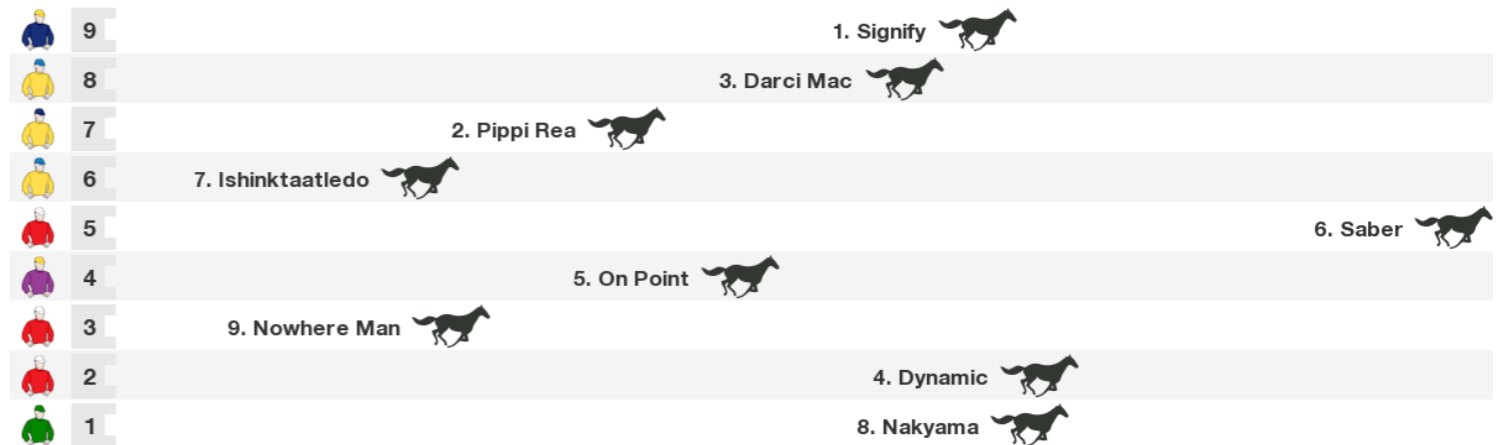 9 1. Signify
8 3. Darci Mac
7 2. Pippi Rea
6 7. Ishinktaatledo
5 6. Saber
4 5. On Point
3 9. Nowhere Man
2 4. Dynamic
1 8. Nakyama